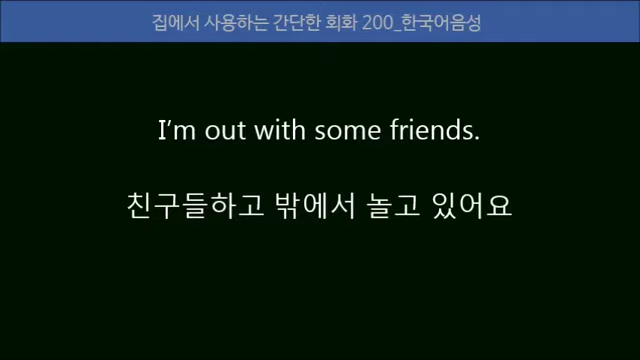 집에서 사용하는 간단한 회화 200_한국어음성
I'm out with some friends.
친구들하고 밖에서 놀고 있어요